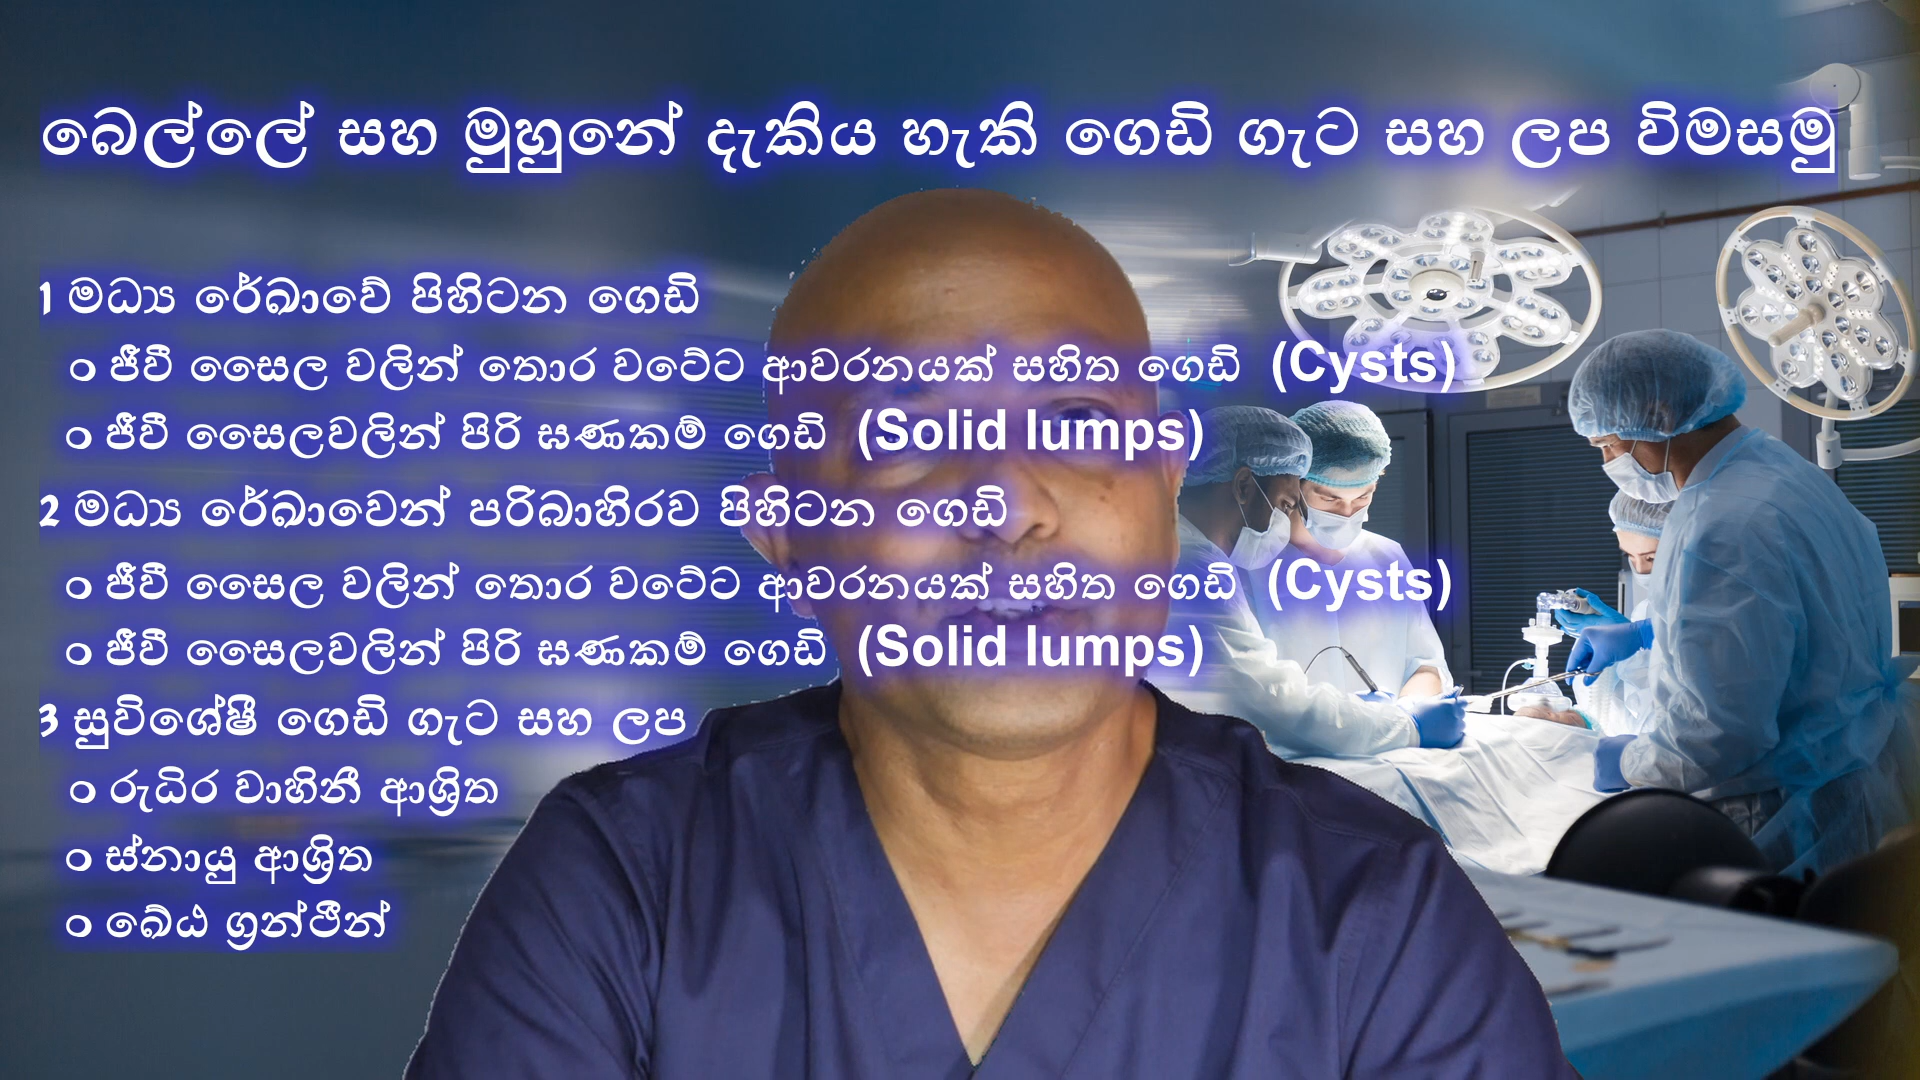 බෙල්ලේ සහ මුහුනේ දැකිය හැකි ගෙඩි ගැට සහ ලප විමසමු
1 මධ්‍ය රේඛාවේ පිහිටන ගෙඩි
o ජීවී සෛල වලින් තොර වටේට ආවරනයක් සහිත ගෙඩි (Cysts)
o ජීවී සෛලවලින් පිරි ඝණකම් ගෙඩි (Solid lumps)
2 මධ්‍ය රේඛාවෙන් පරිබාහිරව පිහිටන ගෙඩි
o ජීවී සෛල වලින් තොර වටේට ආවරනයක් සහිත ගෙඩි (Cysts)
o ජීවී සෛලවලින් පිරි ඝණකම් ගෙඩි (Solid lumps)
3 සුවිශේෂී ගෙඩි ගැට සහ ලප
o රුධිර වාහිනී ආශ්‍රිත
o ස්නායු ආශ්‍රිත
o ඛේඨ ග්‍රන්ථීන්